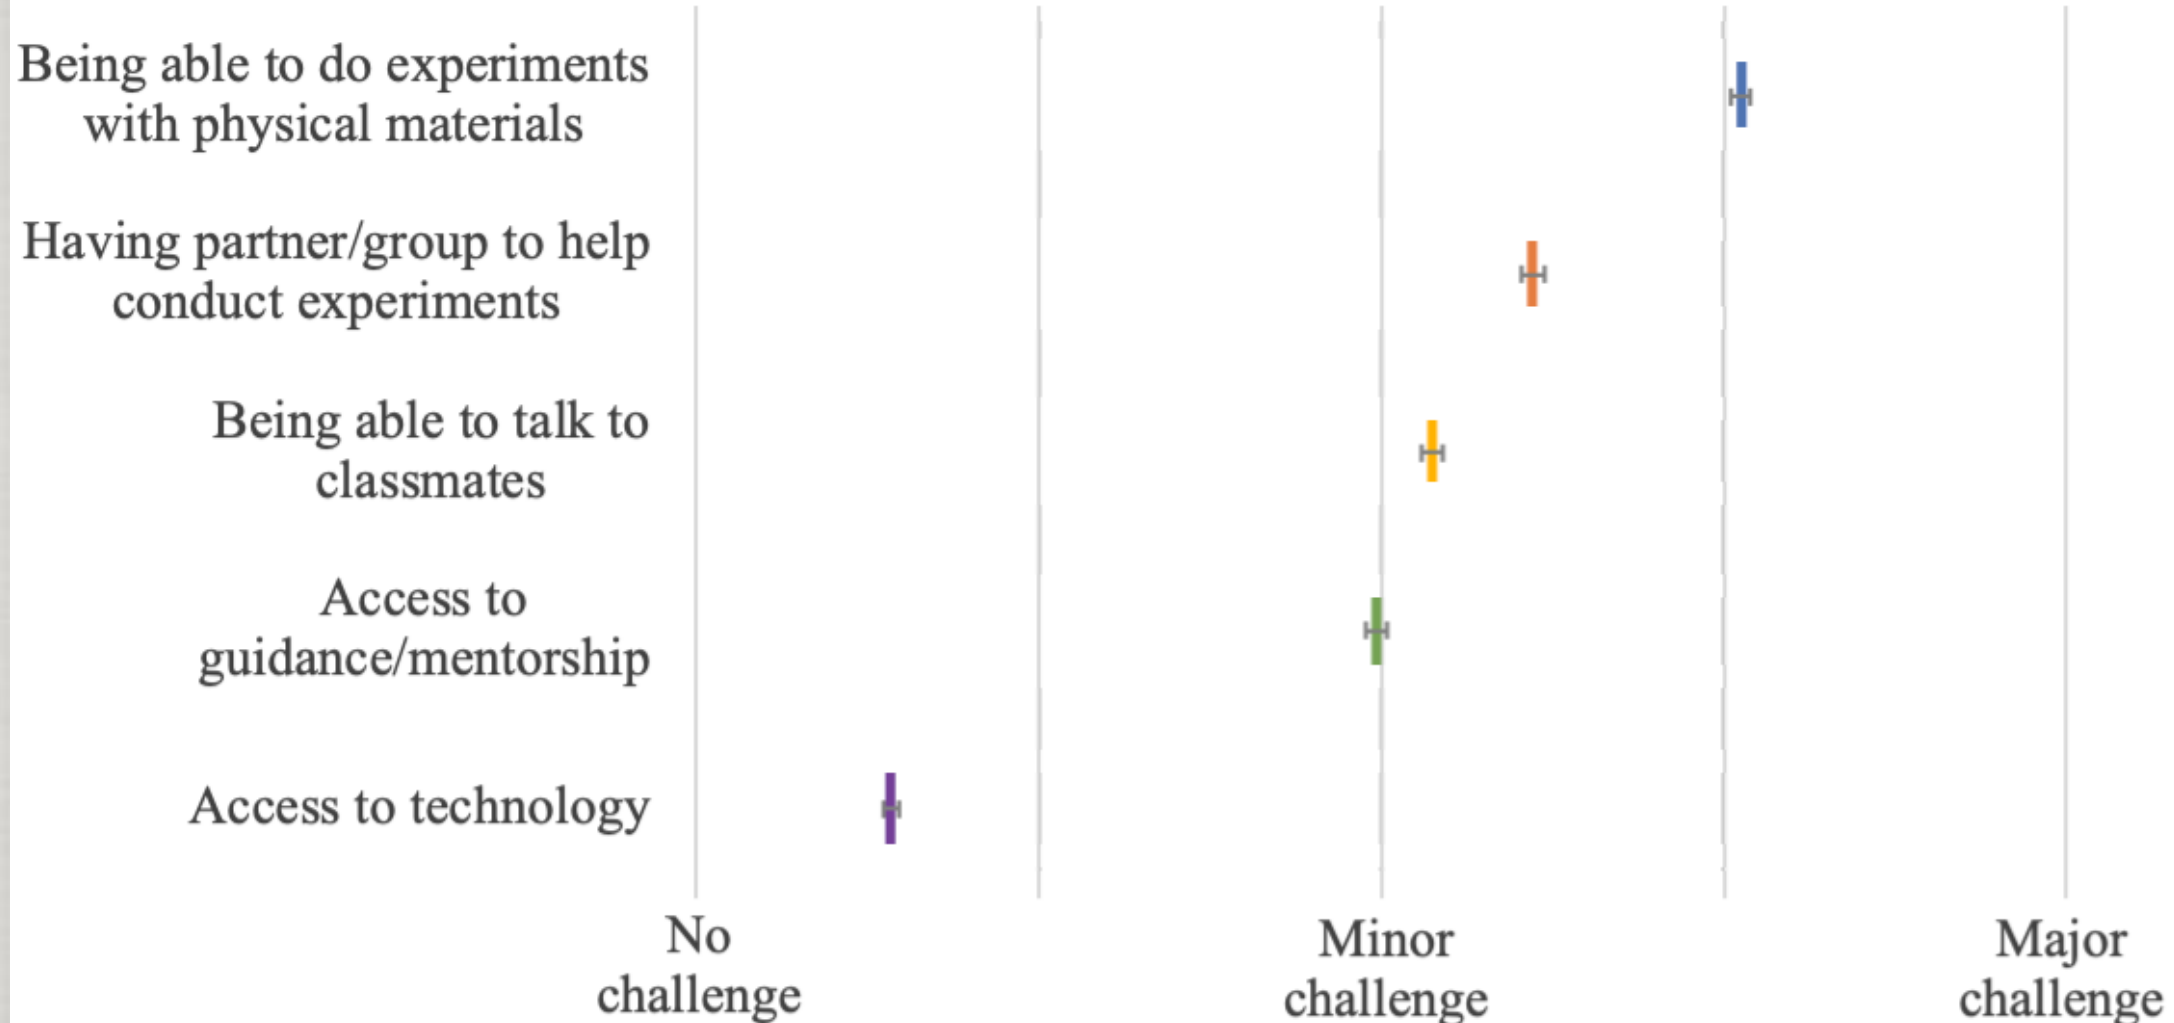 Being able to do experiments
with physical materials
Having partner/group to help
conduct experiments
Being able to talk to
classmates
Access to
guidance/mentorship
Access to technology
No
challenge
Minor
challenge
Major
challenge